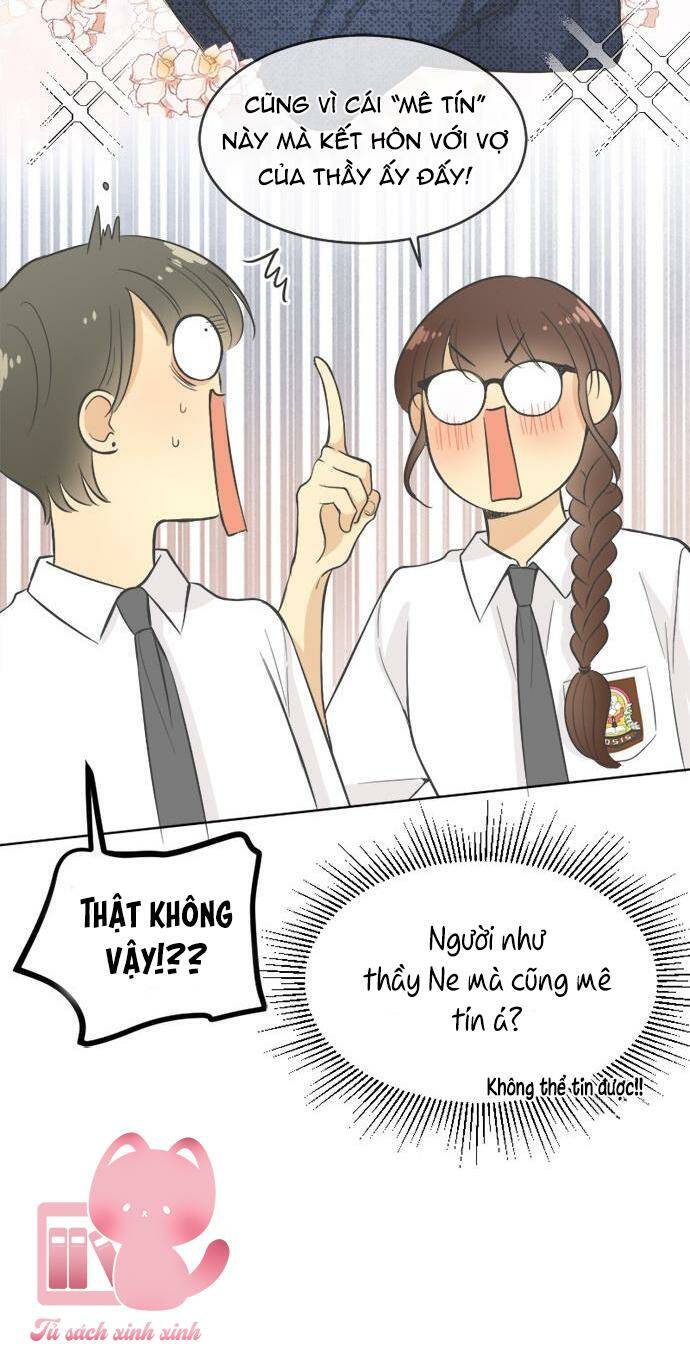 CŨNG VÌ CÁI "MÊ TÍN"
NÀY MÀ KẾT HÔN VỚI VỢ
CỦA THẦY ẤY ĐẤY!
OSIS
THẬT KHÔNG
VẬY!??
Người như
thầy Ne mà cũng mê
tín á?
Không thể tin được!!
Tủ sách xinh xinh